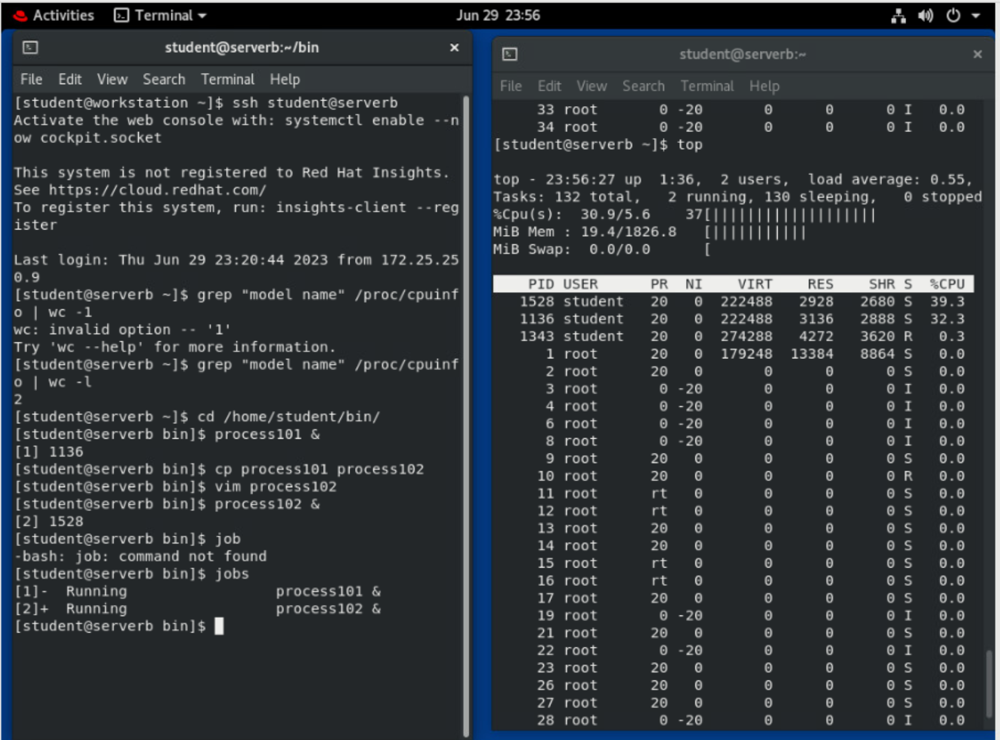 Activities Terminal Jun 29 23:56
student@serverb:~/bin ×
File Edit View Search Terminal Help
[student@workstation ~]$ ssh student@serverb
Activate the web console with: systemctl enable --n
ow cockpit.socket
This system is not registered to Red Hat Insights.
See https://cloud.redhat.com/
To register this system, run: insights-client --reg
ister
Last login: Thu Jun 29 23:20:44 2023 from 172.25.25
0.9
[student@serverb ~]$ grep "model name" /proc/cpuinf
o | wc -1
wc: invalid option -- '1'
Try 'wc --help' for more information.
[student@serverb ~]$ grep "model name" /proc/cpuinf
o | wc -l
2
[student@serverb ~]$ cd /home/student/bin/
[student@serverb bin]$ process101 &
[1] 1136
[student@serverb bin]$ cp process101 process102
[student@serverb bin]$ vim process102
[student@serverb bin]$ process102 &
[2] 1528
[student@serverb bin]$ job
-bash: job: command not found
[student@serverb bin]$ jobs
[1]-  Running                 process101 &
[2]+  Running                 process102 &
[student@serverb bin]$
student@serverb:~ ×
File Edit View Search Terminal Help
33 root 0 -20 0 0 0 I 0.0
34 root 0 -20 0 0 0 I 0.0
[student@serverb ~]$ top
top - 23:56:27 up  1:36,  2 users,  load average: 0.55,
Tasks: 132 total,   2 running, 130 sleeping,   0 stopped
%Cpu(s):  30.9/5.6    37[|||||||||||||||||||
MiB Mem : 19.4/1826.8   [|||||||||||
MiB Swap:  0.0/0.0      [
PID USER PR NI VIRT RES SHR S %CPU
1528 student 20 0 222488 2928 2680 S 39.3
1136 student 20 0 222488 3136 2888 S 32.3
1343 student 20 0 274288 4272 3620 R 0.3
1 root 20 0 179248 13384 8864 S 0.0
2 root 20 0 0 0 0 S 0.0
3 root 0 -20 0 0 0 I 0.0
4 root 0 -20 0 0 0 I 0.0
6 root 0 -20 0 0 0 I 0.0
8 root 0 -20 0 0 0 I 0.0
9 root 20 0 0 0 0 S 0.0
10 root 20 0 0 0 0 R 0.0
11 root rt 0 0 0 0 S 0.0
12 root rt 0 0 0 0 S 0.0
13 root 20 0 0 0 0 S 0.0
14 root 20 0 0 0 0 S 0.0
15 root rt 0 0 0 0 S 0.0
16 root rt 0 0 0 0 S 0.0
17 root 20 0 0 0 0 S 0.0
19 root 0 -20 0 0 0 I 0.0
21 root 20 0 0 0 0 S 0.0
22 root 0 -20 0 0 0 I 0.0
23 root 20 0 0 0 0 S 0.0
26 root 20 0 0 0 0 S 0.0
27 root 20 0 0 0 0 S 0.0
28 root 0 -20 0 0 0 I 0.0